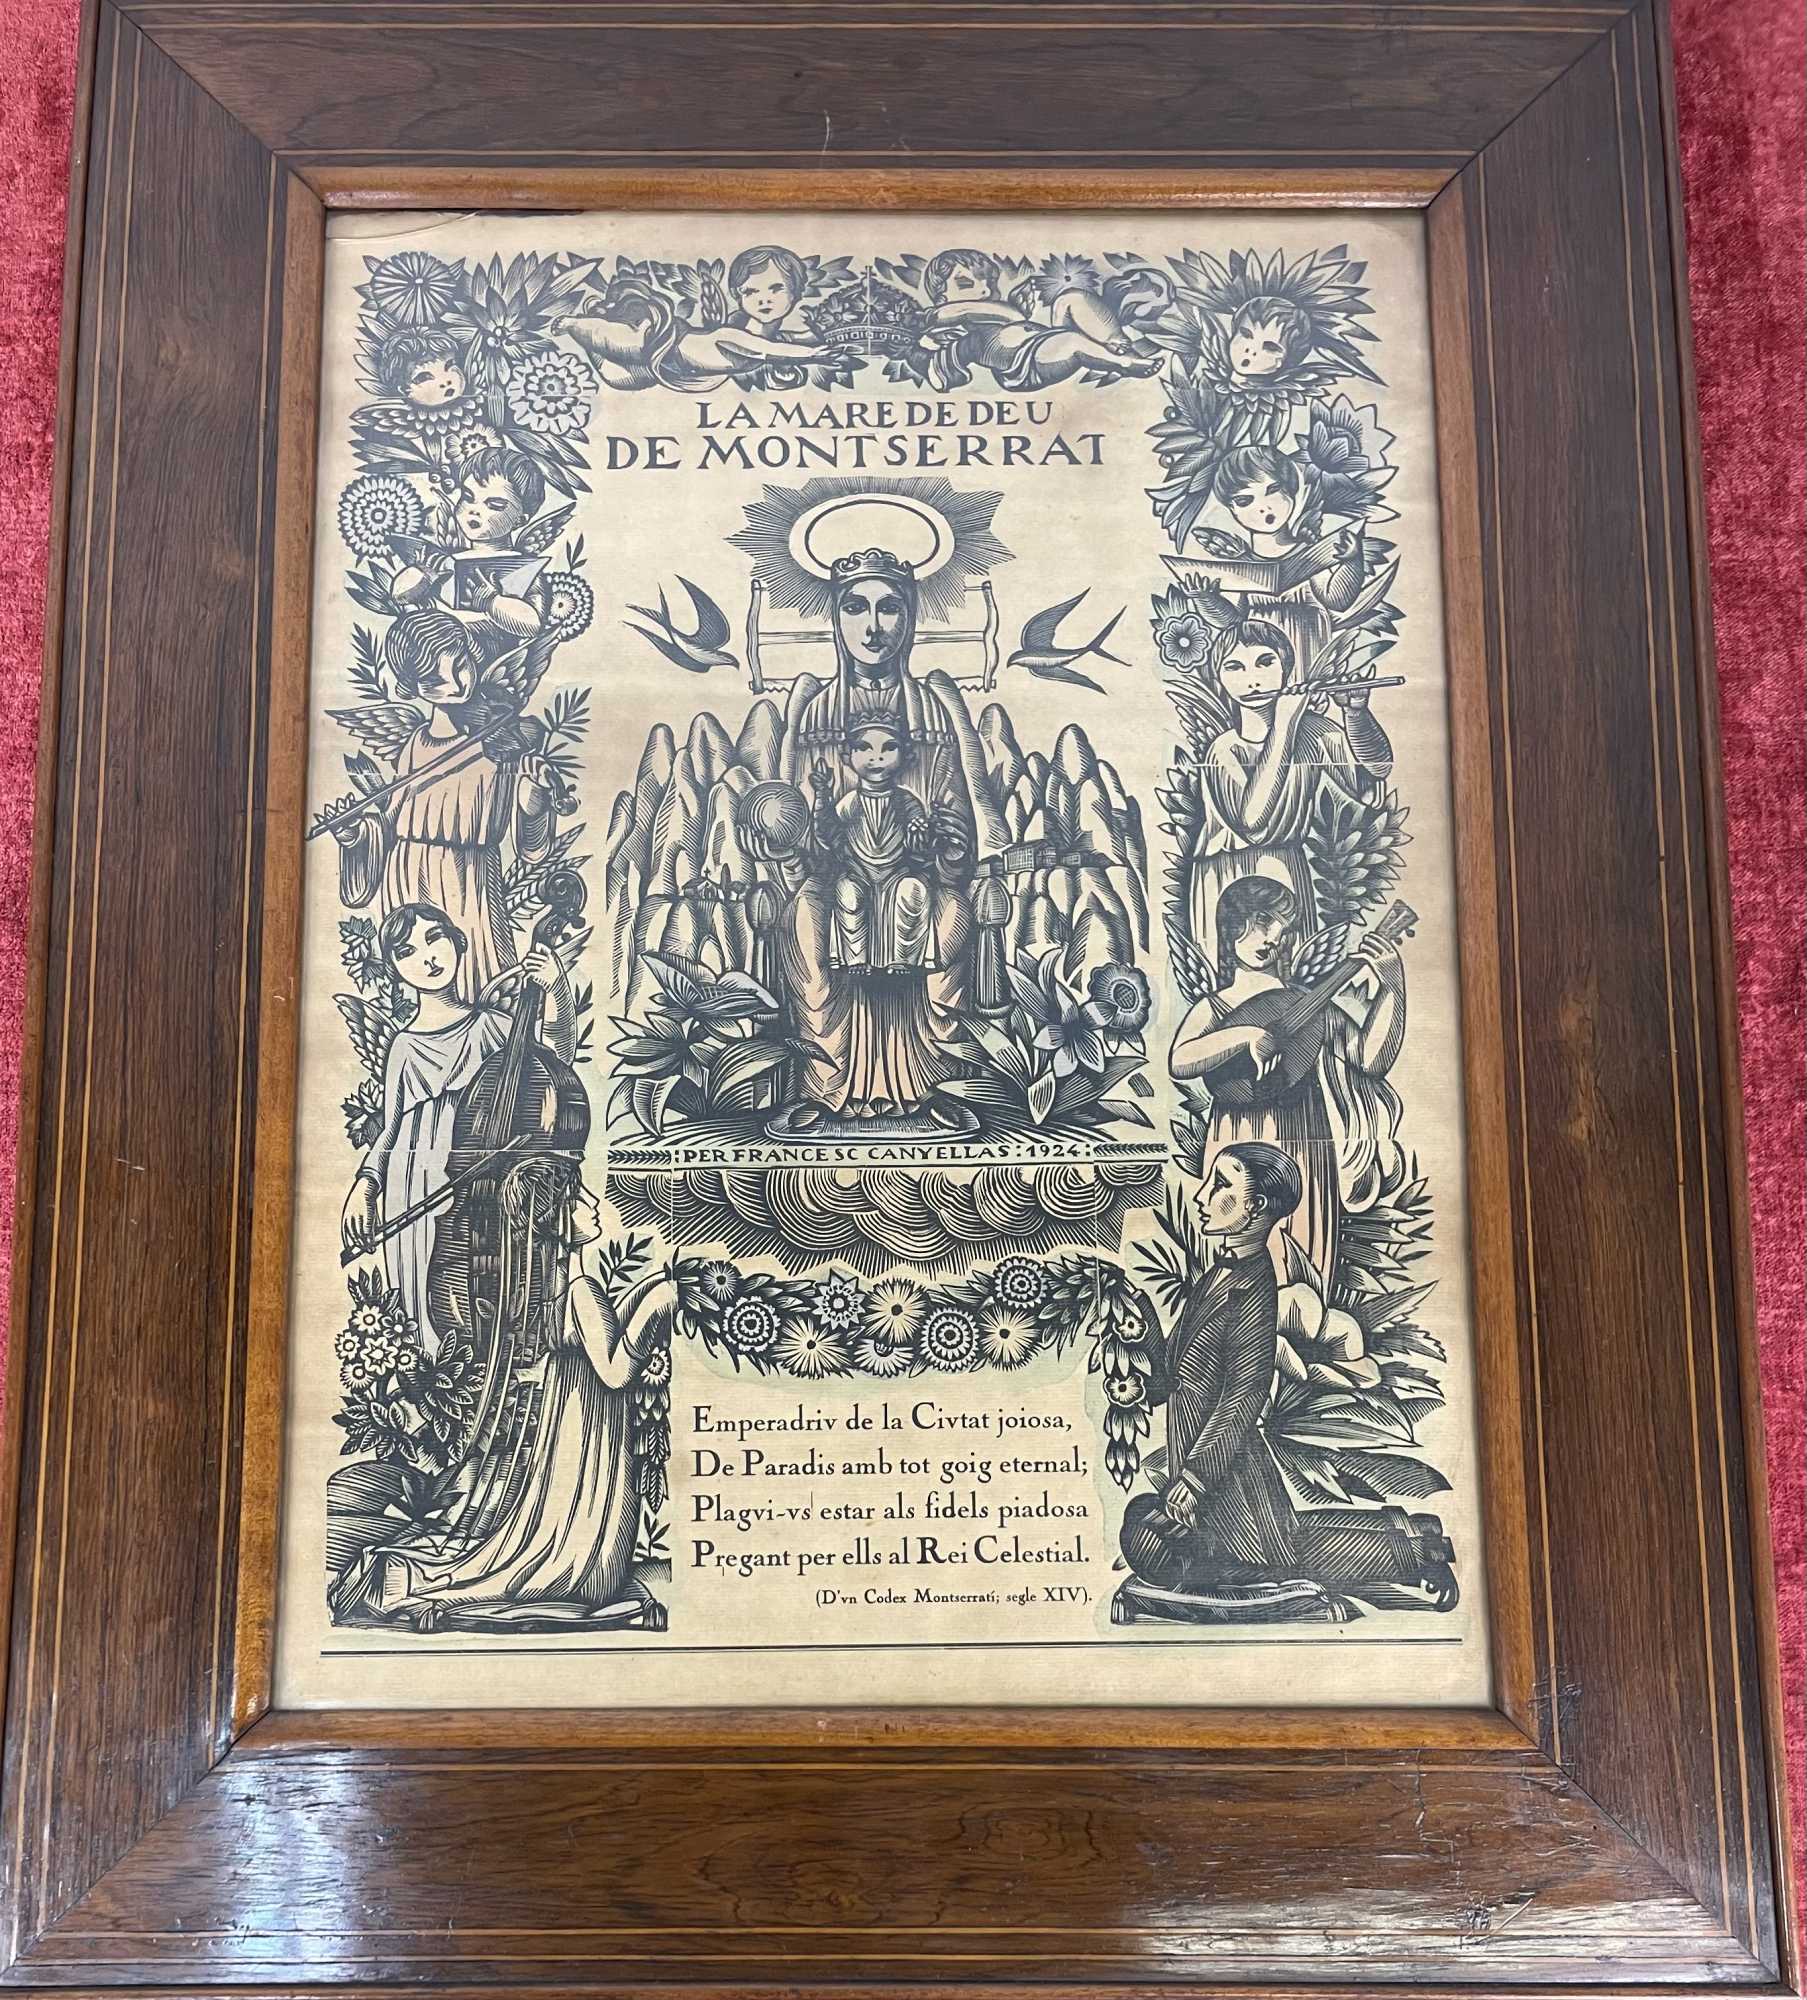 LA MARE DE DEU
DE MONTSERRAT
:PER FRANCESC CANYELLAS:1924:
Emperadriv de la Civtat joiosa,
De Paradis amb tot goig eternal;
Plagvi-vs estar als fidels piadosa
Pregant per ells al Rei Celestial.
(D'vn Codex Montserratí; segle XIV).